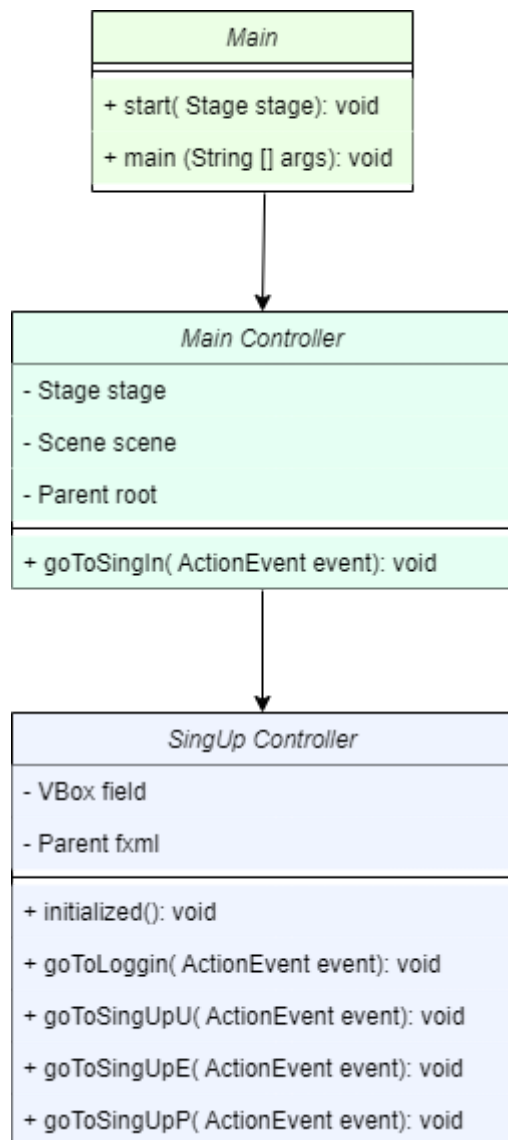 Main
+ start( Stage stage): void
+ main (String [] args): void
Main Controller
- Stage stage
- Scene scene
- Parent root
+ goToSingIn( ActionEvent event): void
SingUp Controller
- VBox field
- Parent fxml
+ initialized(): void
+ goToLoggin( ActionEvent event): void
+ goToSingUpU( ActionEvent event): void
+ goToSingUpE( ActionEvent event): void
+ goToSingUpP( ActionEvent event): void